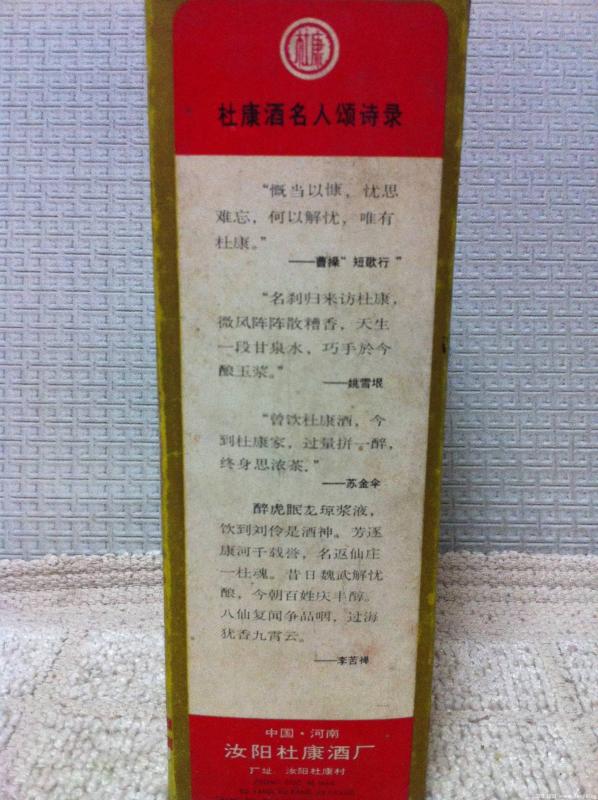 杜康
杜康酒名人颂诗录
“慨当以慷，忧思
难忘，何以解忧，唯有
杜康。”
——曹操“短歌行”
“名刹归来访杜康，
微风阵阵散糟香，天生
一段甘泉水，巧手於今
酿玉浆。”
——姚雪垠
“曾饮杜康酒，今
到杜康家，过量拼一醉，
终身思浓茶。”
——苏金伞
醉虎眠龙琼浆液，
饮到刘伶是酒神。芳逐
康河千载誉，名返仙庄
一杜魂。昔日魏武解忧
酿，今朝百姓庆丰醇。
八仙复闻争品咽，过海
犹香九霄云。
——李苦禅
中国·河南
汝阳杜康酒厂
厂址：汝阳杜康村